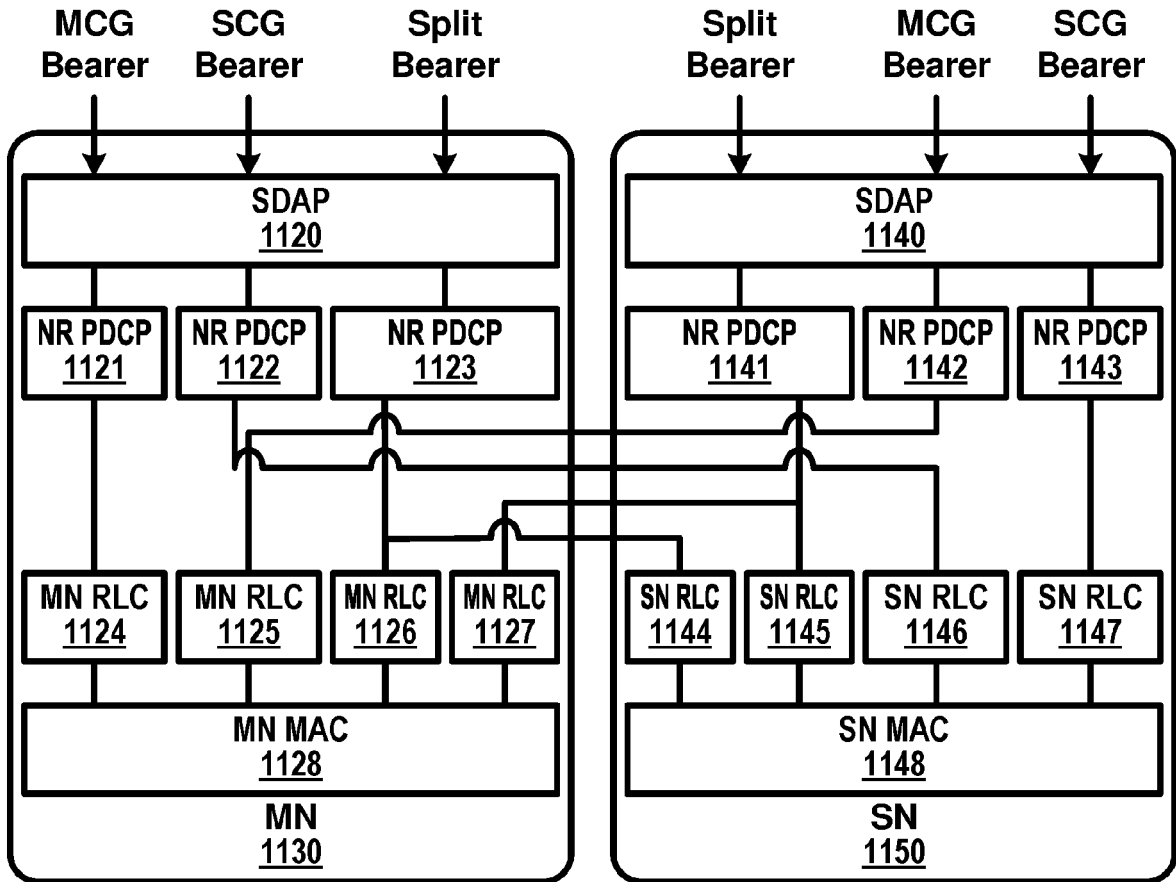 MCG Bearer SCG Bearer Split Bearer Split Bearer MCG Bearer SCG Bearer
SDAP
1120
SDAP
1140
NR PDCP
1121
NR PDCP
1122
NR PDCP
1123
NR PDCP
1141
NR PDCP
1142
NR PDCP
1143
MN RLC
1124
MN RLC
1125
MN RLC
1126
MN RLC
1127
SN RLC
1144
SN RLC
1145
SN RLC
1146
SN RLC
1147
MN MAC
1128
SN MAC
1148
MN
1130
SN
1150